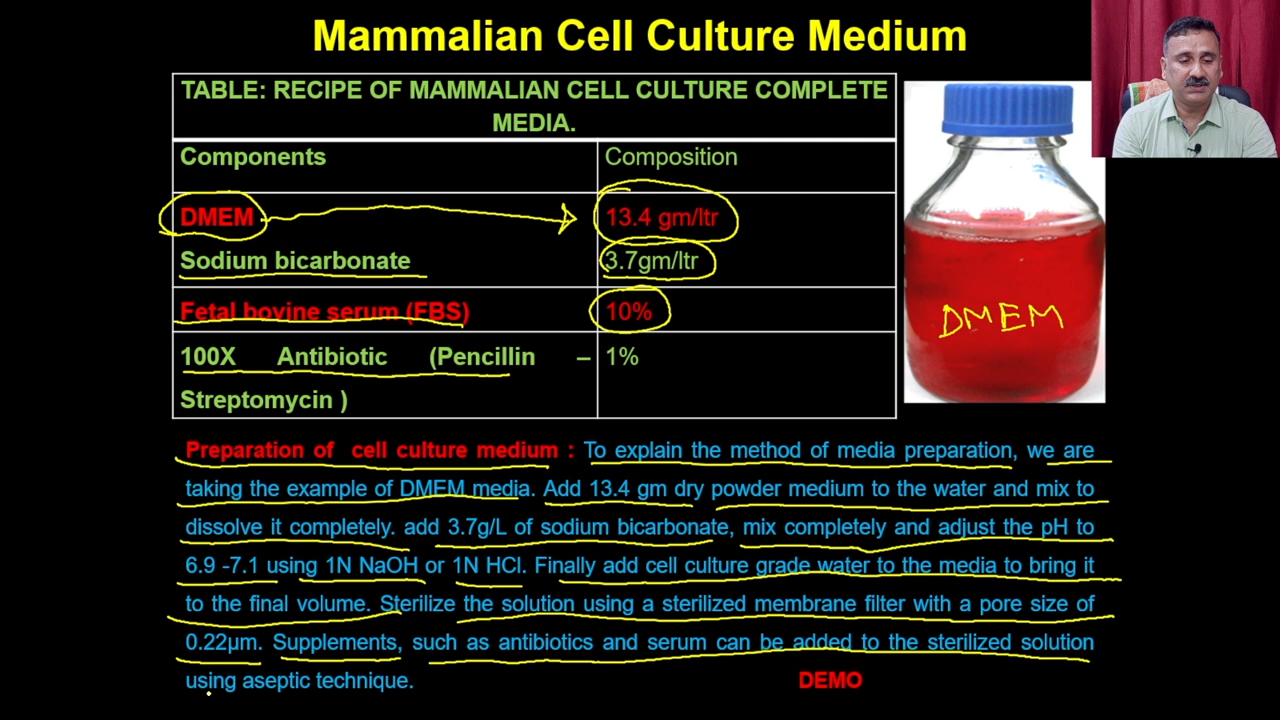 Mammalian Cell Culture Medium
TABLE: RECIPE OF MAMMALIAN CELL CULTURE COMPLETE
MEDIA.
Components Composition
DMEM 13.4 gm/ltr
Sodium bicarbonate 3.7gm/ltr
Fetal bovine serum (FBS) 10%
100X Antibiotic (Pencillin – 1%
Streptomycin )
DMEM
Preparation of cell culture medium : To explain the method of media preparation, we are
taking the example of DMEM media. Add 13.4 gm dry powder medium to the water and mix to
dissolve it completely. add 3.7g/L of sodium bicarbonate, mix completely and adjust the pH to
6.9 -7.1 using 1N NaOH or 1N HCl. Finally add cell culture grade water to the media to bring it
to the final volume. Sterilize the solution using a sterilized membrane filter with a pore size of
0.22µm. Supplements, such as antibiotics and serum can be added to the sterilized solution
using aseptic technique.
DEMO